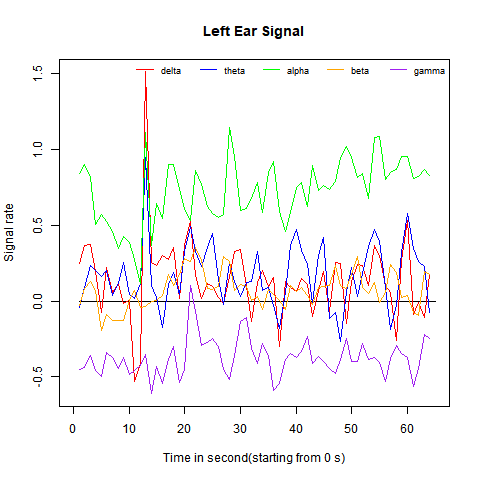 Left Ear Signal
delta theta alpha beta gamma
Signal rate
1.5
1.0
0.5
0.0
-0.5
0 10 20 30 40 50 60
Time in second(starting from 0 s)